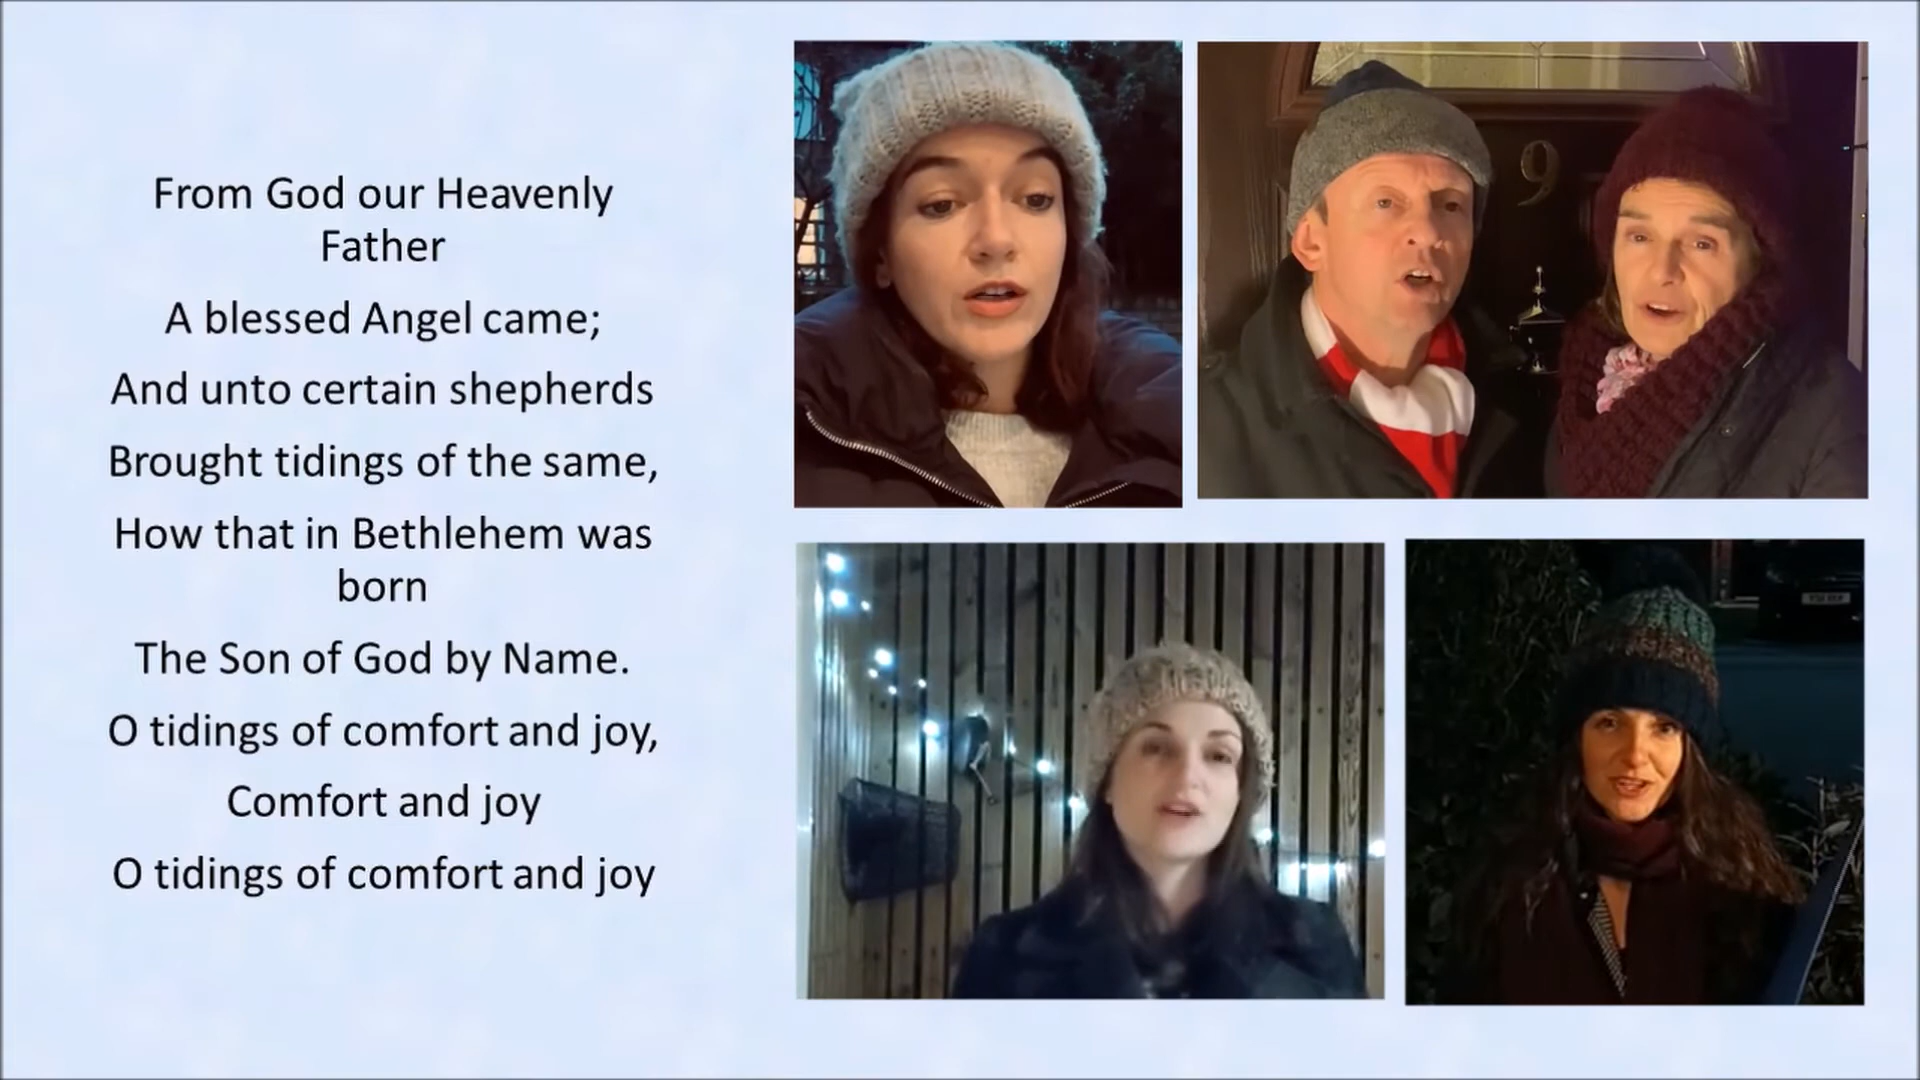 From God our Heavenly
Father
A blessed Angel came;
And unto certain shepherds
Brought tidings of the same,
How that in Bethlehem was
born
The Son of God by Name.
O tidings of comfort and joy,
Comfort and joy
O tidings of comfort and joy
9